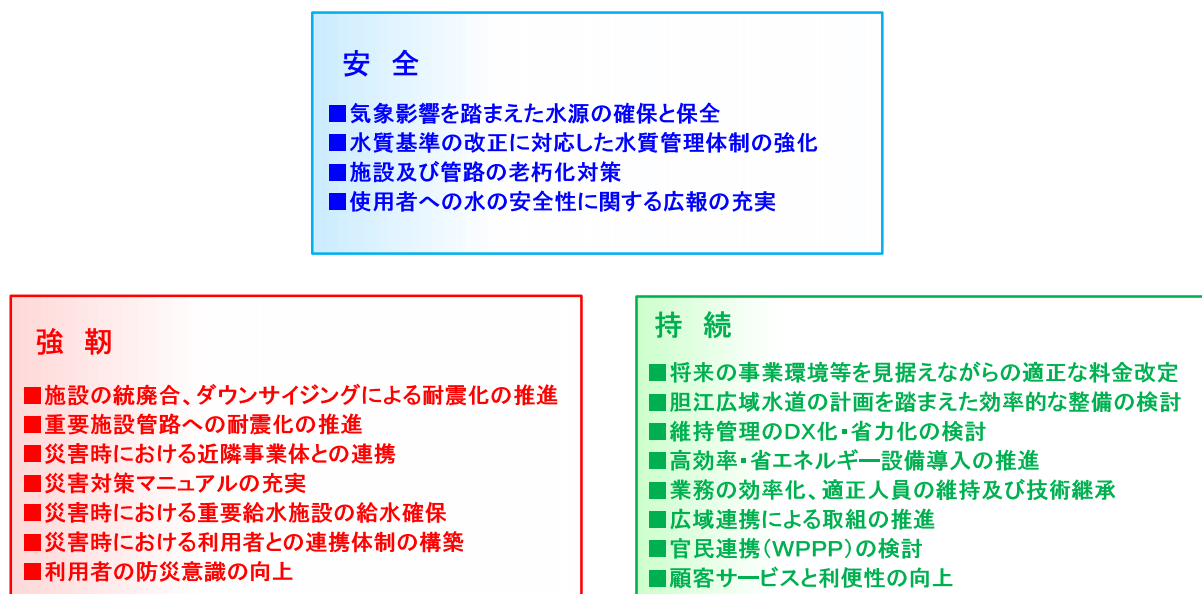 安 全
■気象影響を踏まえた水源の確保と保全
■水質基準の改正に対応した水質管理体制の強化
■施設及び管路の老朽化対策
■使用者への水の安全性に関する広報の充実
強 靭
■施設の統廃合、ダウンサイジングによる耐震化の推進
■重要施設管路への耐震化の推進
■災害時における近隣事業体との連携
■災害対策マニュアルの充実
■災害時における重要給水施設の給水確保
■災害時における利用者との連携体制の構築
■利用者の防災意識の向上
持 続
■将来の事業環境等を見据えながらの適正な料金改定
■胆江広域水道の計画を踏まえた効率的な整備の検討
■維持管理のDX化・省力化の検討
■高効率・省エネルギー設備導入の推進
■業務の効率化、適正人員の維持及び技術継承
■広域連携による取組の推進
■官民連携(WPPP)の検討
■顧客サービスと利便性の向上